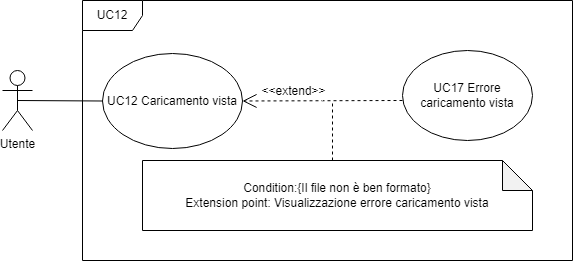 UC12
UC12 Caricamento vista
<<extend>>
UC17 Errore
caricamento vista
Utente
Condition:{Il file non è ben formato}
Extension point: Visualizzazione errore caricamento vista